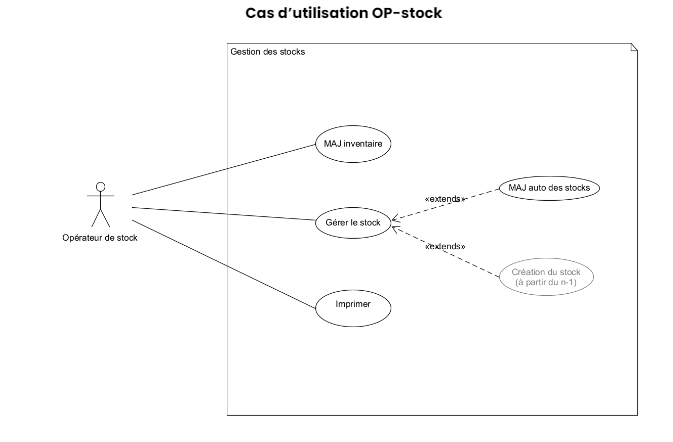 Cas d'utilisation OP-stock
Gestion des stocks
MAJ inventaire
MAJ auto des stocks
«extends»
Gérer le stock
Opérateur de stock
«extends»
Création du stock
(à partir du n-1)
Imprimer